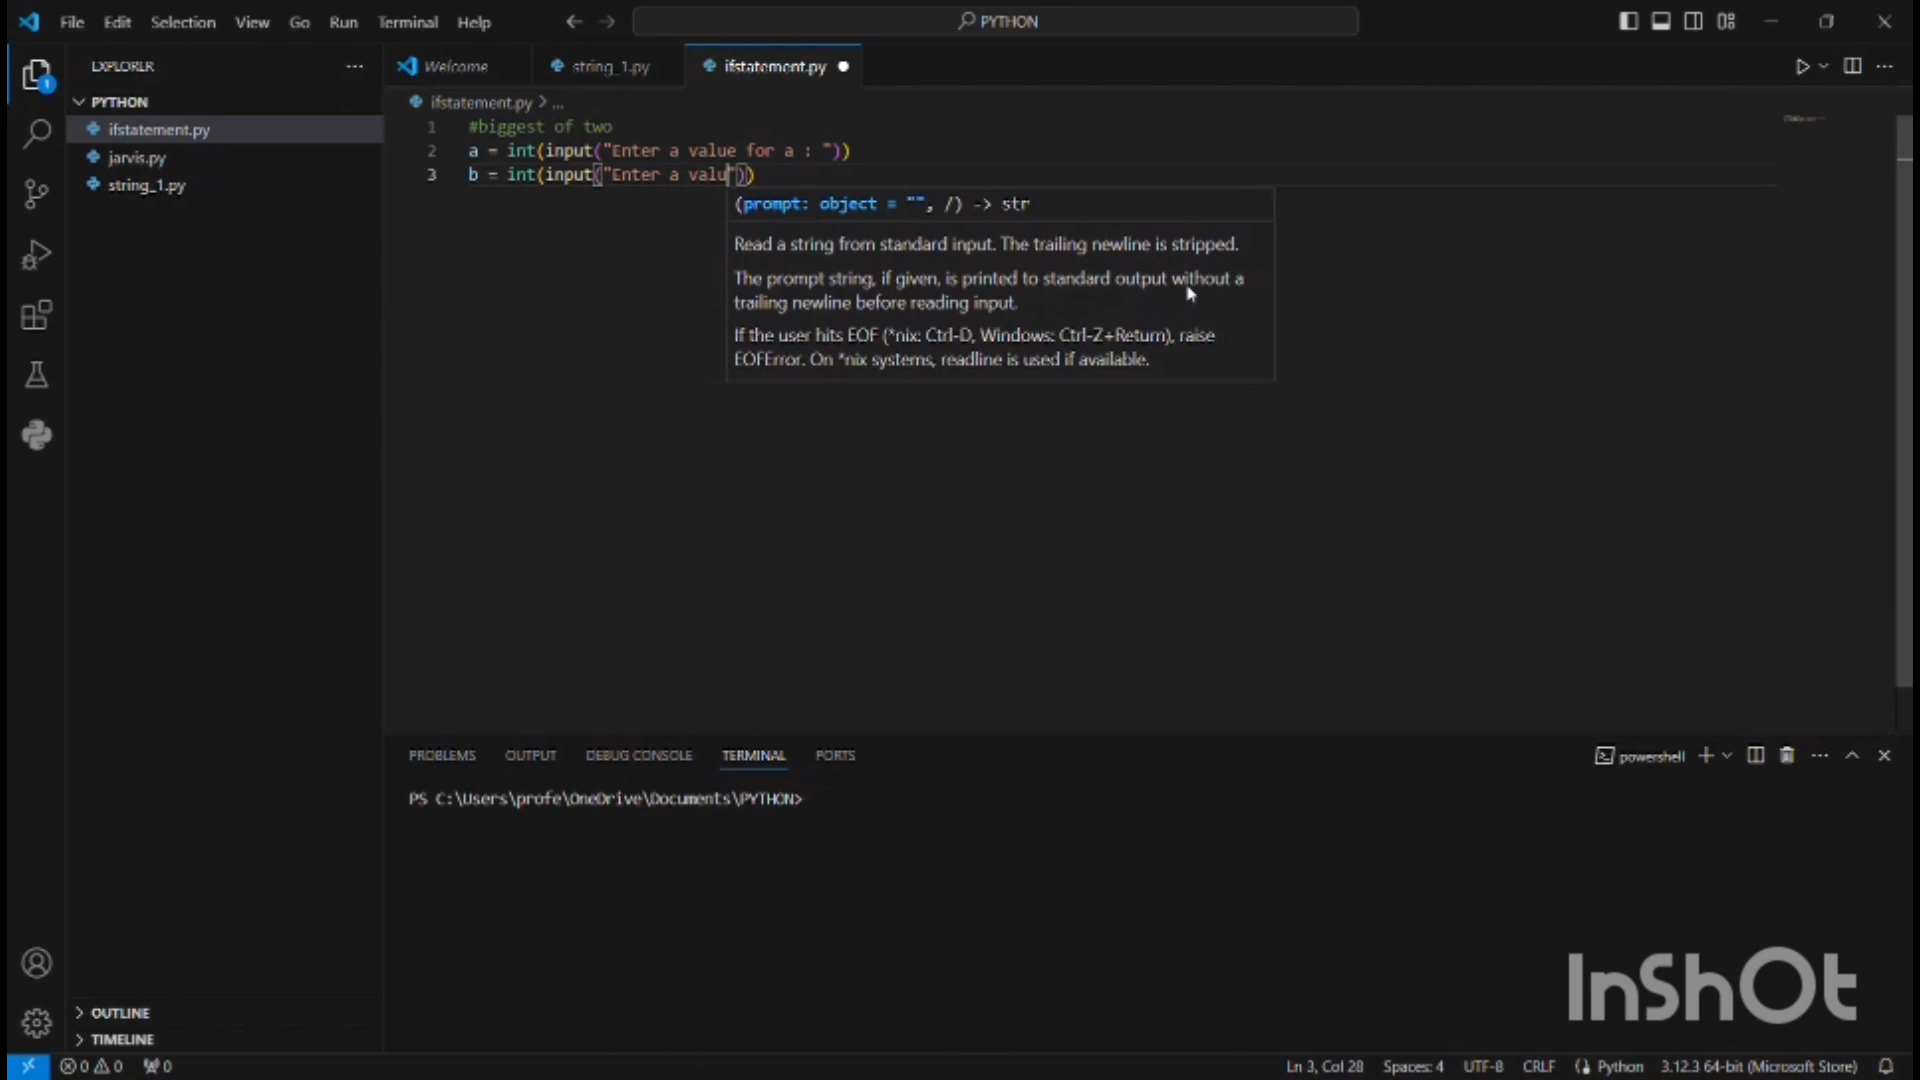 File Edit Selection View Go Run Terminal Help
PYTHON
EXPLORER
Welcome
string_1.py
ifstatement.py
1
PYTHON
ifstatement.py
jarvis.py
string_1.py
ifstatement.py > ...
1 #biggest of two
2 a = int(input("Enter a value for a : "))
3 b = int(input("Enter a valu"))
(prompt: object = "", /) -> str
Read a string from standard input. The trailing newline is stripped.
The prompt string, if given, is printed to standard output without a
trailing newline before reading input.
If the user hits EOF (*nix: Ctrl-D, Windows: Ctrl-Z+Return), raise
EOFError. On *nix systems, readline is used if available.
PROBLEMS OUTPUT DEBUG CONSOLE TERMINAL PORTS
powershell
PS C:\Users\profe\OneDrive\Documents\PYTHON>
InShOt
OUTLINE
TIMELINE
0 0 0
Ln 3, Col 28 Spaces: 4 UTF-8 CRLF Python 3.12.3 64-bit (Microsoft Store)